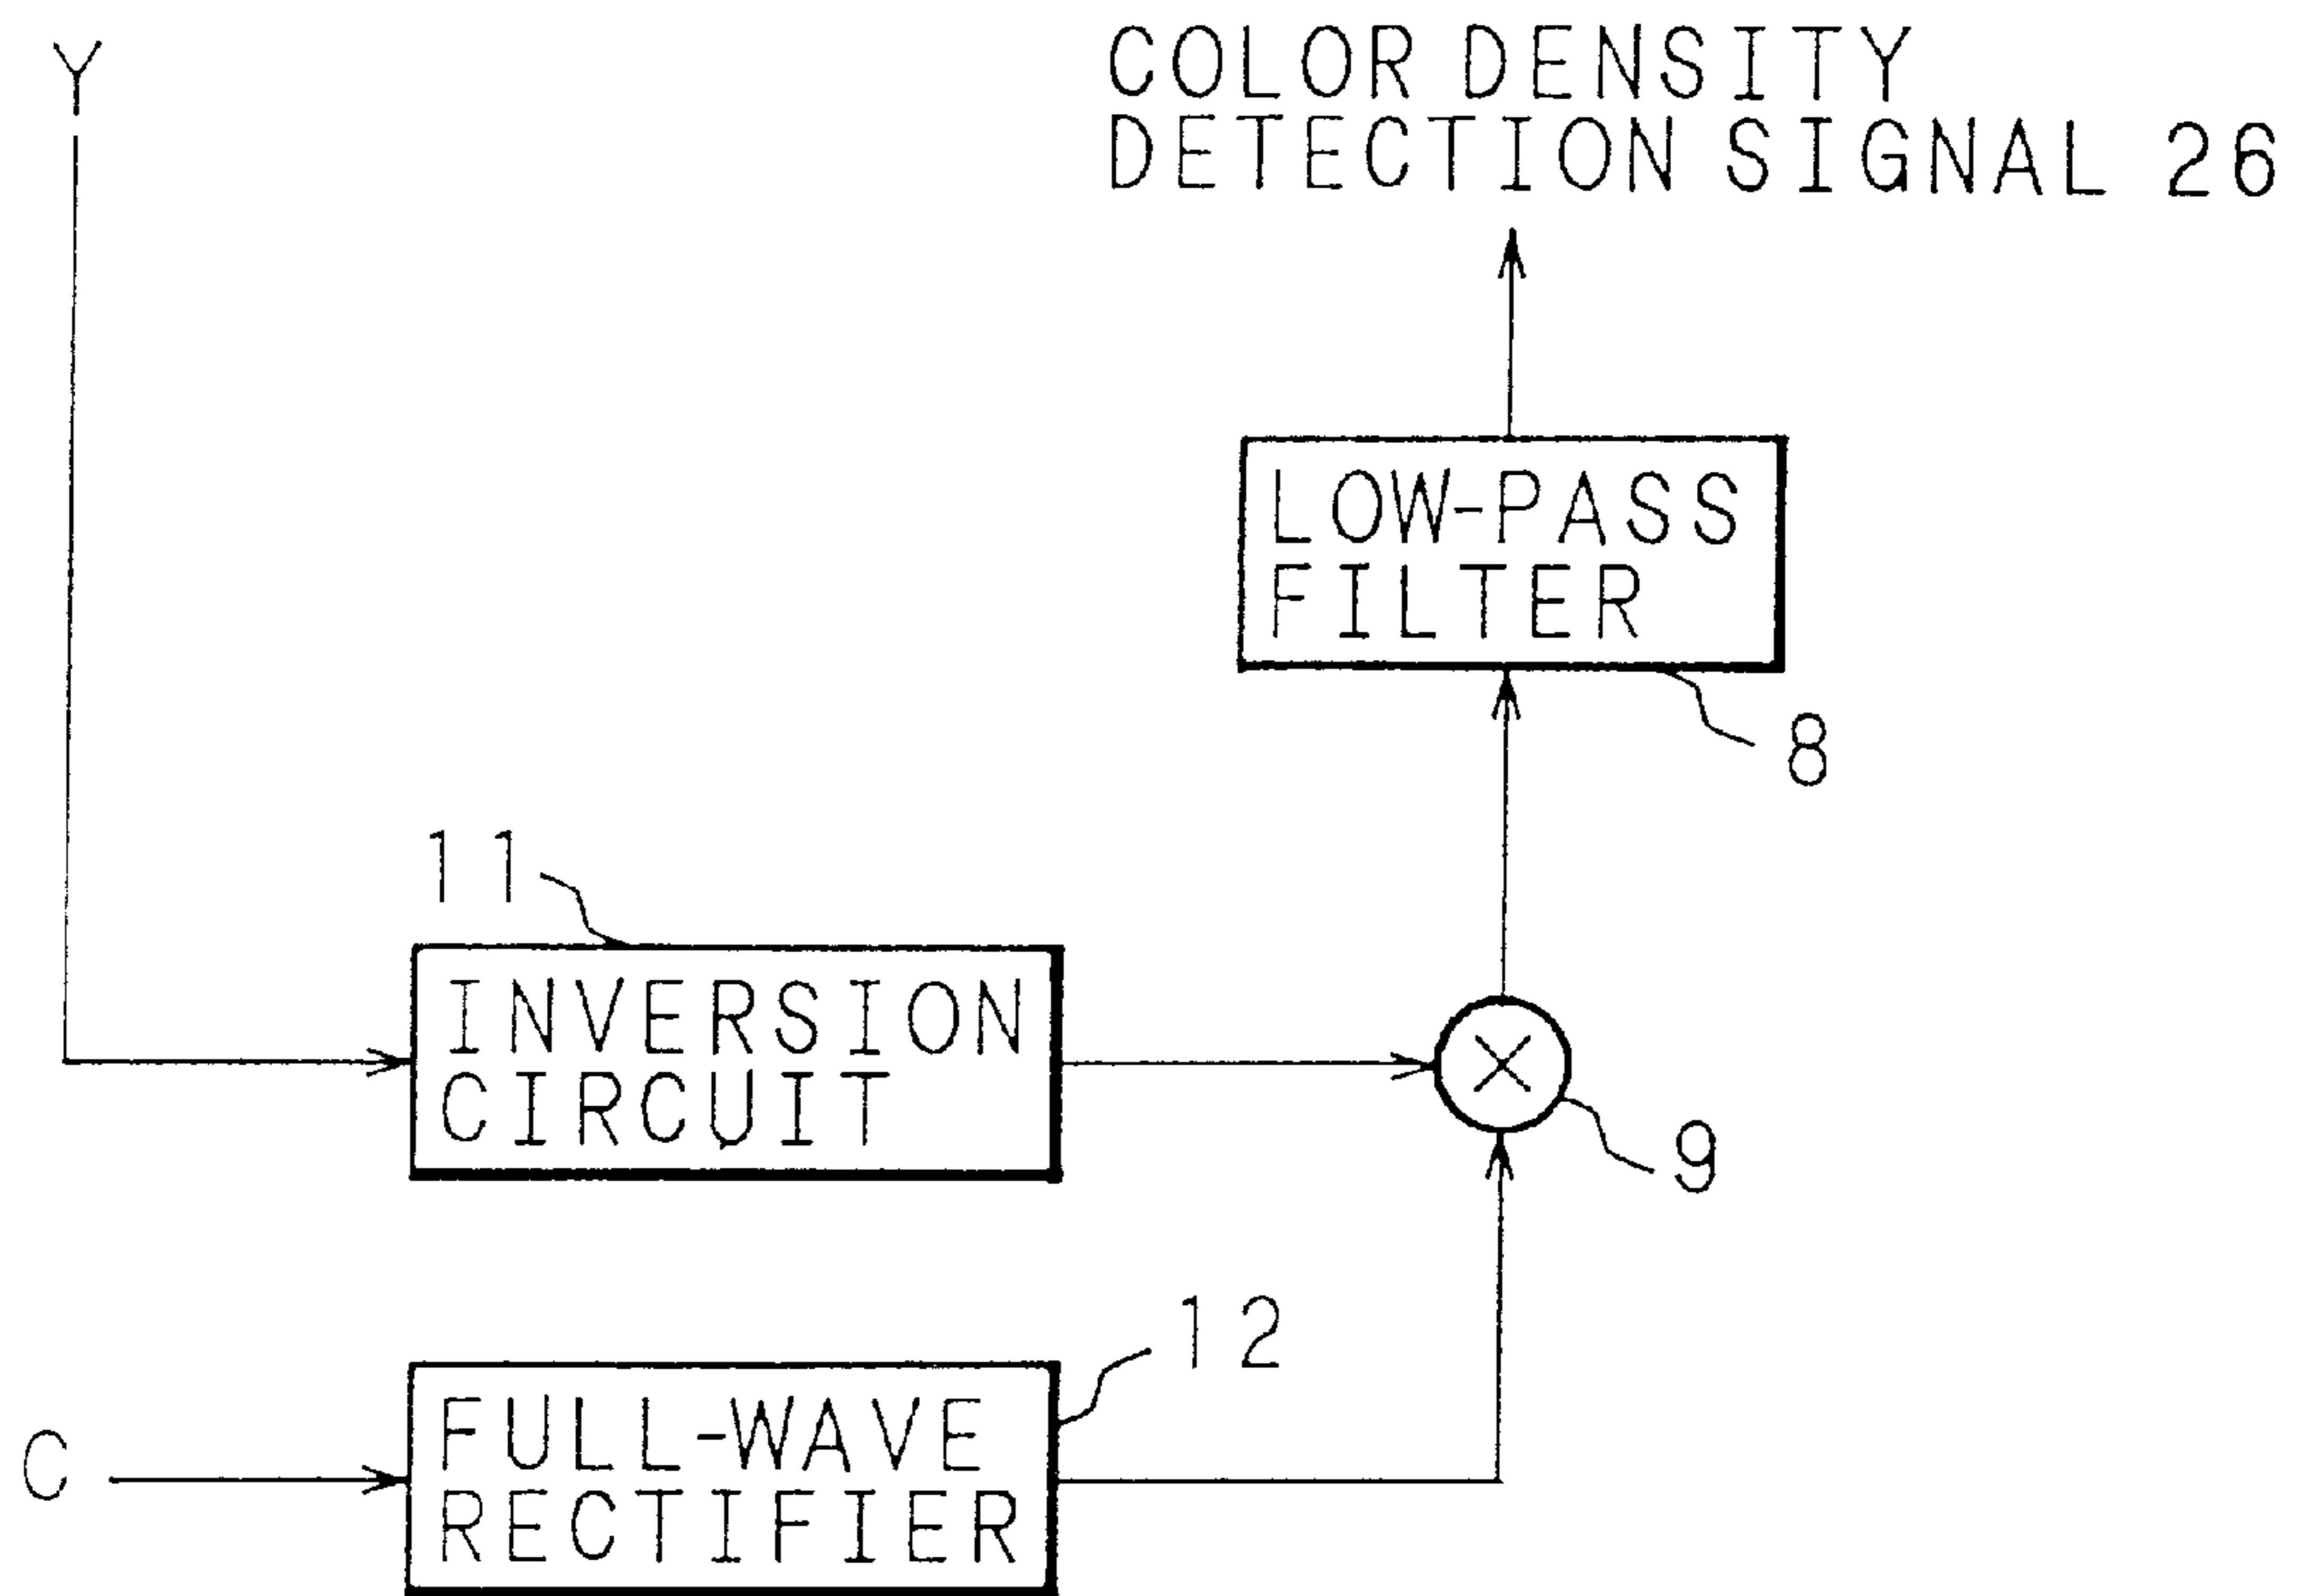 Y
COLOR DENSITY
DETECTION SIGNAL 26
LOW-PASS
FILTER
8
11
INVERSION
CIRCUIT
×
9
12
C
FULL-WAVE
RECTIFIER